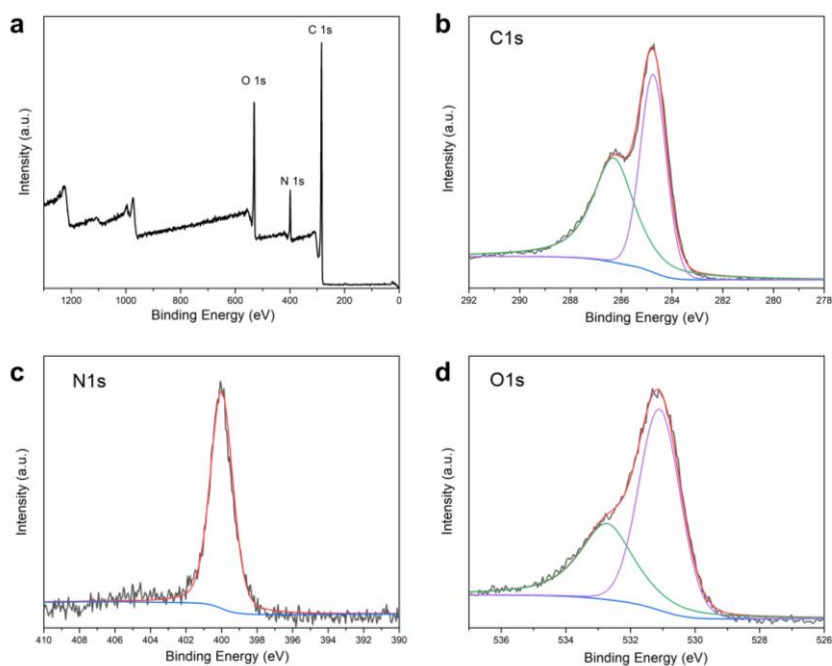 a
C 1s
O 1s
N 1s
Intensity (a.u.)
1200 1000 800 600 400 200 0
Binding Energy (eV)
b
C1s
Intensity (a.u.)
292 290 288 286 284 282 280 278
Binding Energy (eV)
c
N1s
Intensity (a.u.)
410 408 406 404 402 400 398 396 394 392 390
Binding Energy (eV)
d
O1s
Intensity (a.u.)
536 534 532 530 528 526
Binding Energy (eV)